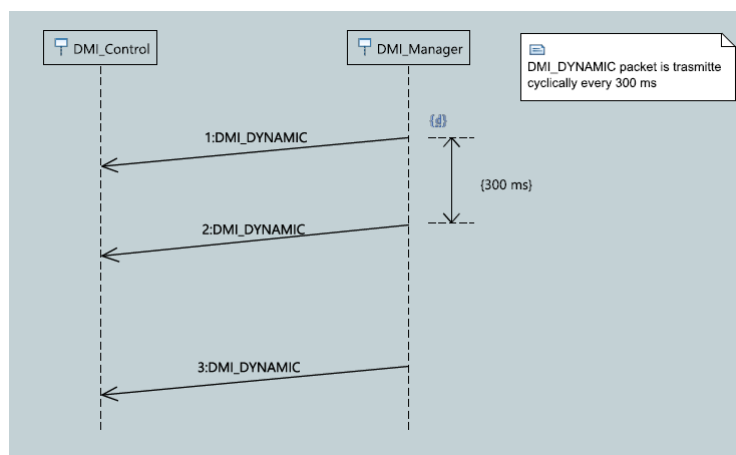 DMI_Control
DMI_Manager
DMI_DYNAMIC packet is trasmitte
cyclically every 300 ms
{d}
1:DMI_DYNAMIC
{300 ms}
2:DMI_DYNAMIC
3:DMI_DYNAMIC